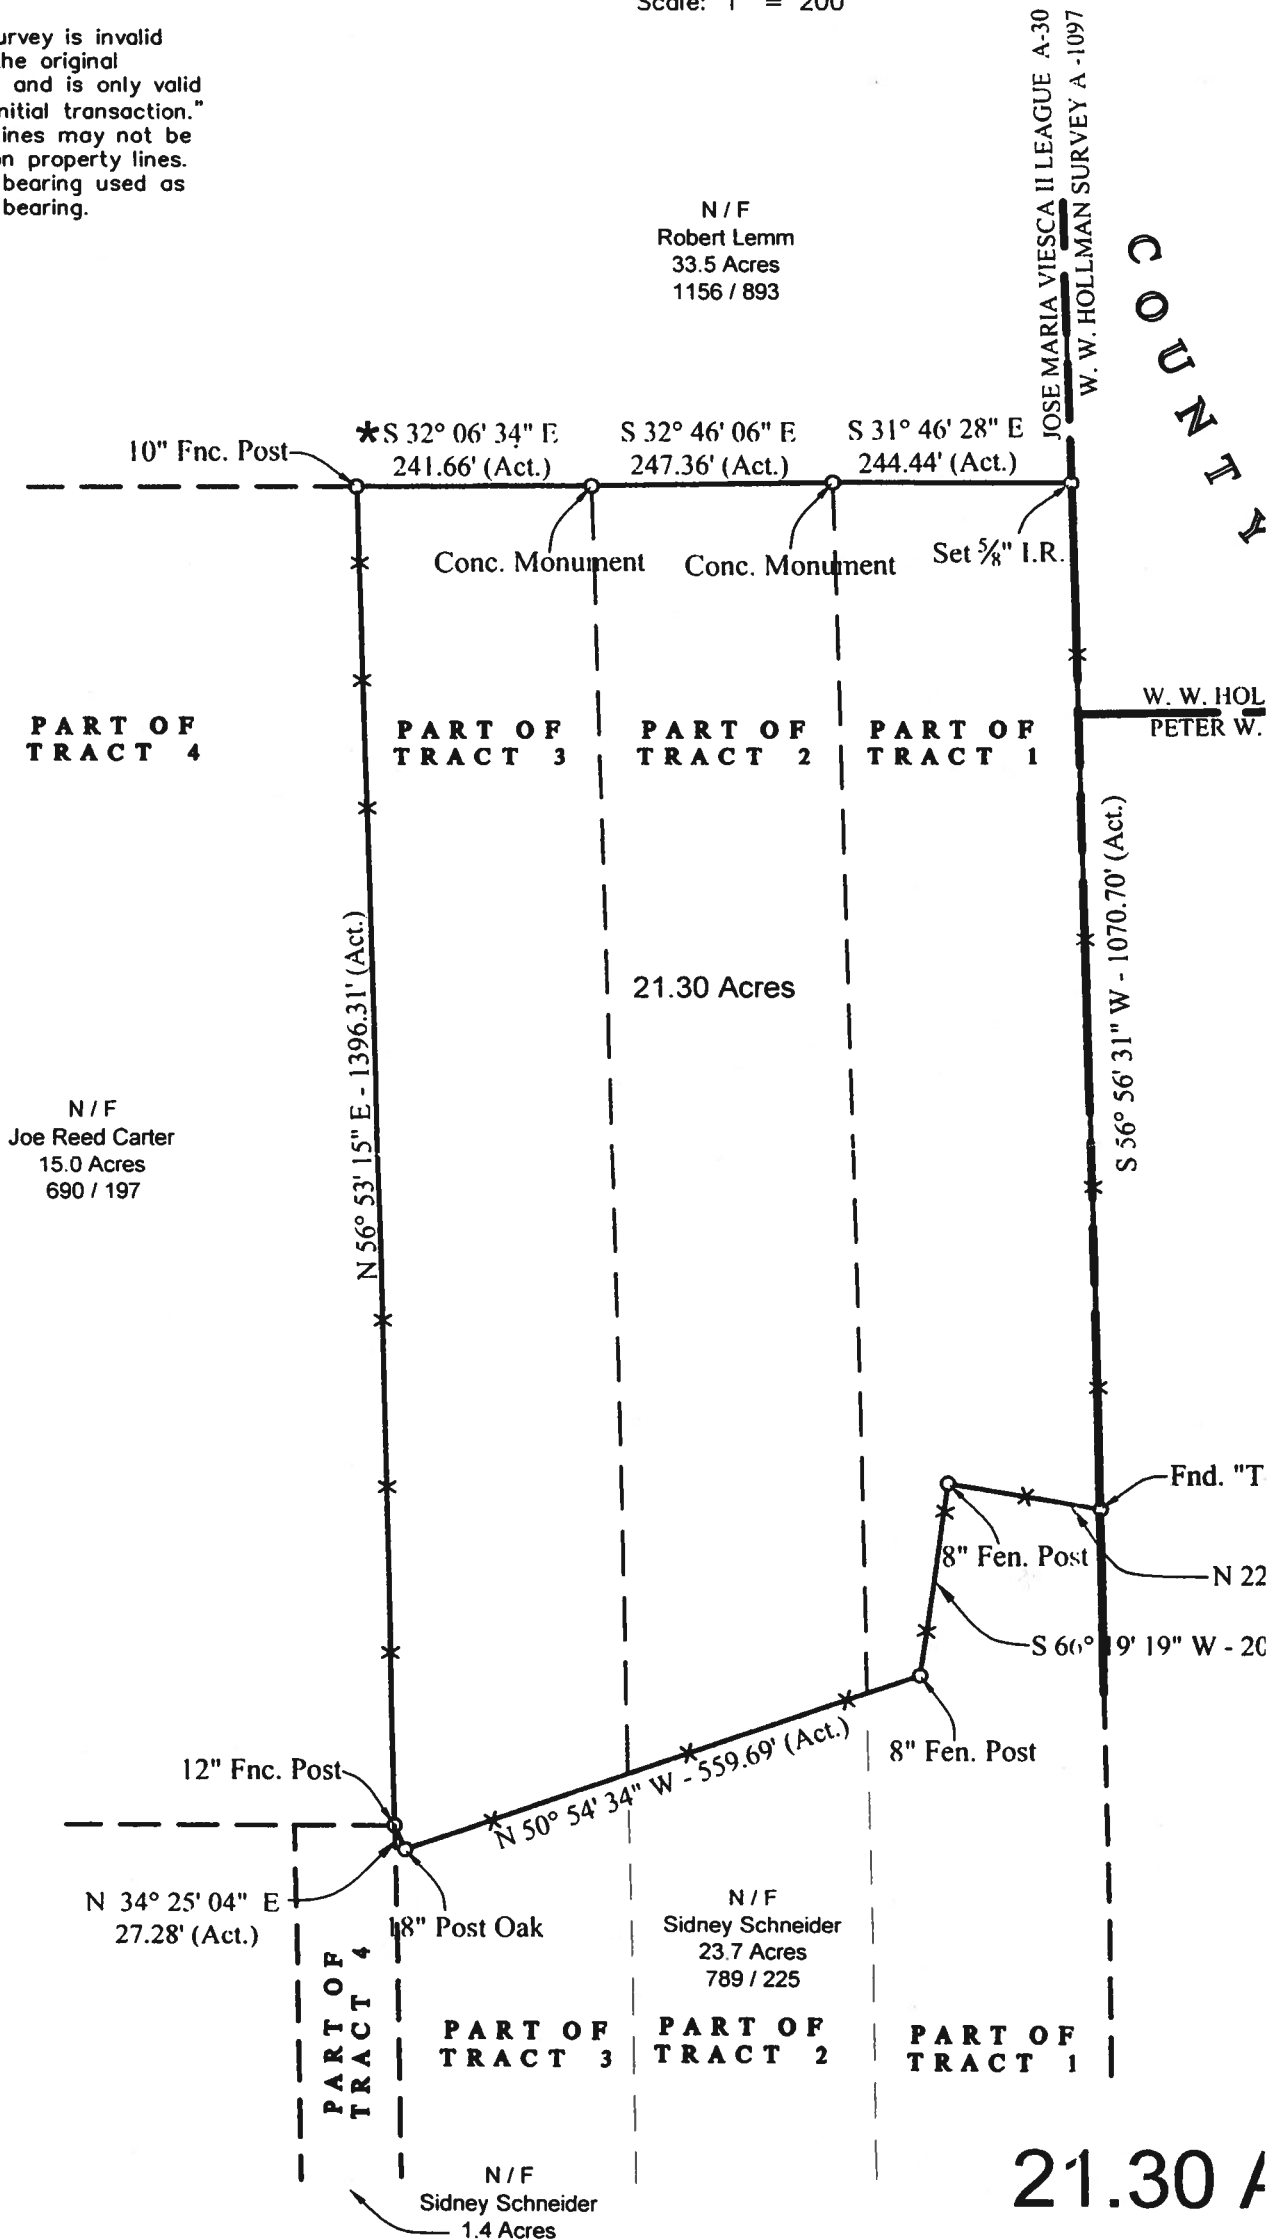 Scale: 1" = 200'
urvey is invalid
he original
and is only valid
nitial transaction."
ines may not be
n property lines.
bearing used as
bearing.
JOSE MARIA VIESCA II LEAGUE A-30
W. W. HOLLMAN SURVEY A-1097
COUNTY
N / F
Robert Lemm
33.5 Acres
1156 / 893
10" Fnc. Post
*S 32° 06' 34" E
241.66' (Act.)
S 32° 46' 06" E
247.36' (Act.)
S 31° 46' 28" E
244.44' (Act.)
Conc. Monument
Conc. Monument
Set 5/8" I.R.
W. W. HOL
PETER W.
PART OF
TRACT 4
PART OF
TRACT 3
PART OF
TRACT 2
PART OF
TRACT 1
N 56° 53' 15" E - 1396.31' (Act.)
S 56° 56' 31" W - 1070.70' (Act.)
21.30 Acres
N / F
Joe Reed Carter
15.0 Acres
690 / 197
Fnd. "T
8" Fen. Post
N 22
S 66° 19' 19" W - 20
8" Fen. Post
N 50° 54' 34" W - 559.69' (Act.)
12" Fnc. Post
N 34° 25' 04" E
27.28' (Act.)
18" Post Oak
N / F
Sidney Schneider
23.7 Acres
789 / 225
PART OF
TRACT 4
PART OF
TRACT 3
PART OF
TRACT 2
PART OF
TRACT 1
N / F
Sidney Schneider
1.4 Acres
21.30 A